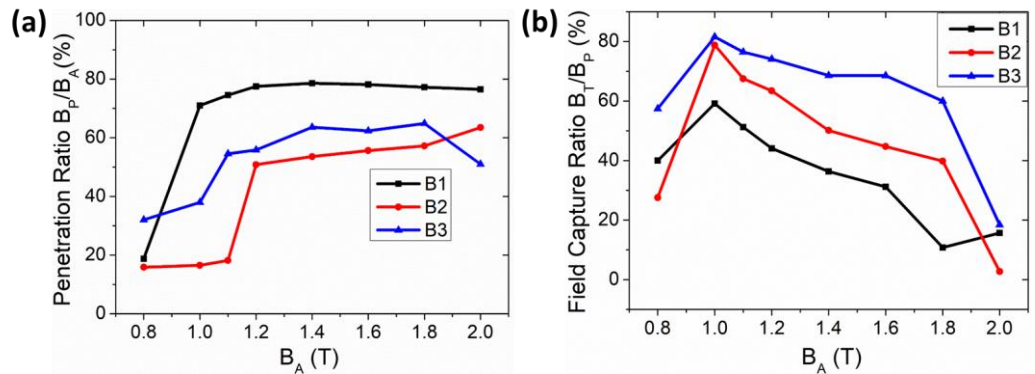 (a)
Penetration Ratio B_P/B_A(%)
100
80
60
40
20
0
B1
B2
B3
0.8 1.0 1.2 1.4 1.6 1.8 2.0
B_A (T)
(b)
Field Capture Ratio B_T/B_P (%)
80
60
40
20
0
B1
B2
B3
0.8 1.0 1.2 1.4 1.6 1.8 2.0
B_A (T)